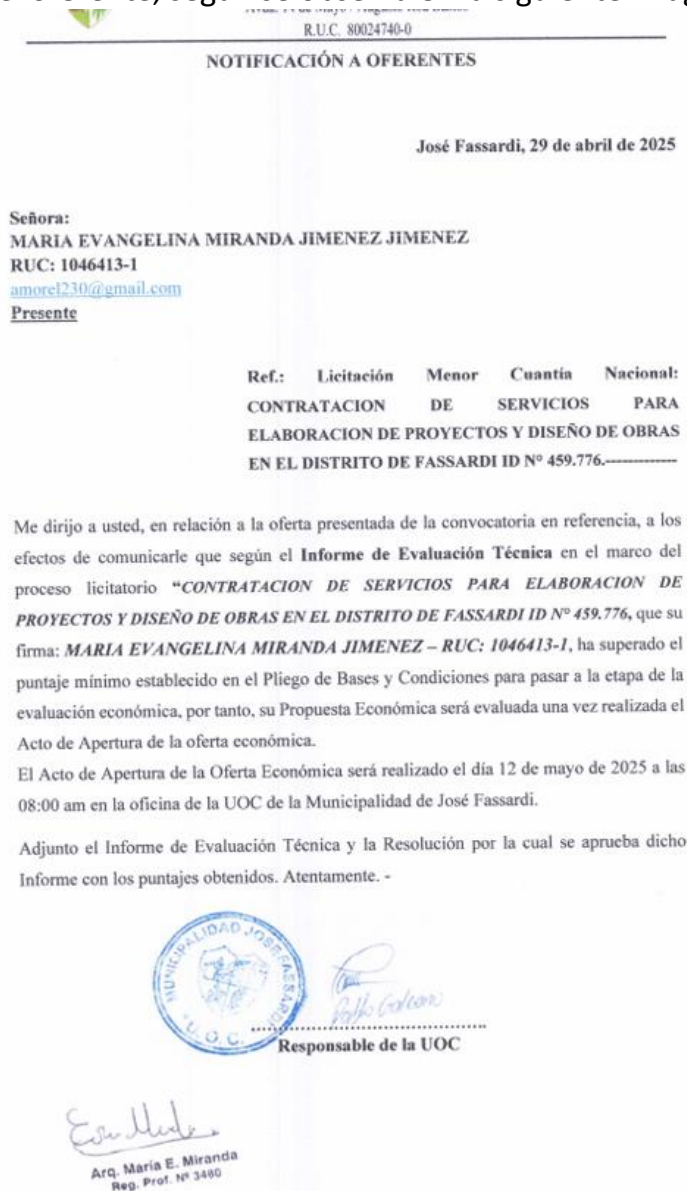 R.U.C. 80024740-0
NOTIFICACIÓN A OFERENTES
José Fassardi, 29 de abril de 2025
Señora:
MARIA EVANGELINA MIRANDA JIMENEZ JIMENEZ
RUC: 1046413-1
amorel230@gmail.com
Presente
Ref.: Licitación Menor Cuantía Nacional:
CONTRATACION DE SERVICIOS PARA
ELABORACION DE PROYECTOS Y DISEÑO DE OBRAS
EN EL DISTRITO DE FASSARDI ID Nº 459.776.-------------
Me dirijo a usted, en relación a la oferta presentada de la convocatoria en referencia, a los
efectos de comunicarle que según el Informe de Evaluación Técnica en el marco del
proceso licitatorio "CONTRATACION DE SERVICIOS PARA ELABORACION DE
PROYECTOS Y DISEÑO DE OBRAS EN EL DISTRITO DE FASSARDI ID Nº 459.776, que su
firma: MARIA EVANGELINA MIRANDA JIMENEZ – RUC: 1046413-1, ha superado el
puntaje mínimo establecido en el Pliego de Bases y Condiciones para pasar a la etapa de la
evaluación económica, por tanto, su Propuesta Económica será evaluada una vez realizada el
Acto de Apertura de la oferta económica.
El Acto de Apertura de la Oferta Económica será realizado el día 12 de mayo de 2025 a las
08:00 am en la oficina de la UOC de la Municipalidad de José Fassardi.
Adjunto el Informe de Evaluación Técnica y la Resolución por la cual se aprueba dicho
Informe con los puntajes obtenidos. Atentamente. -
MUNICIPALIDAD JOSE FASSARDI
* U.O.C. *
Responsable de la UOC
Arq. María E. Miranda
Reg. Prof. Nº 3460